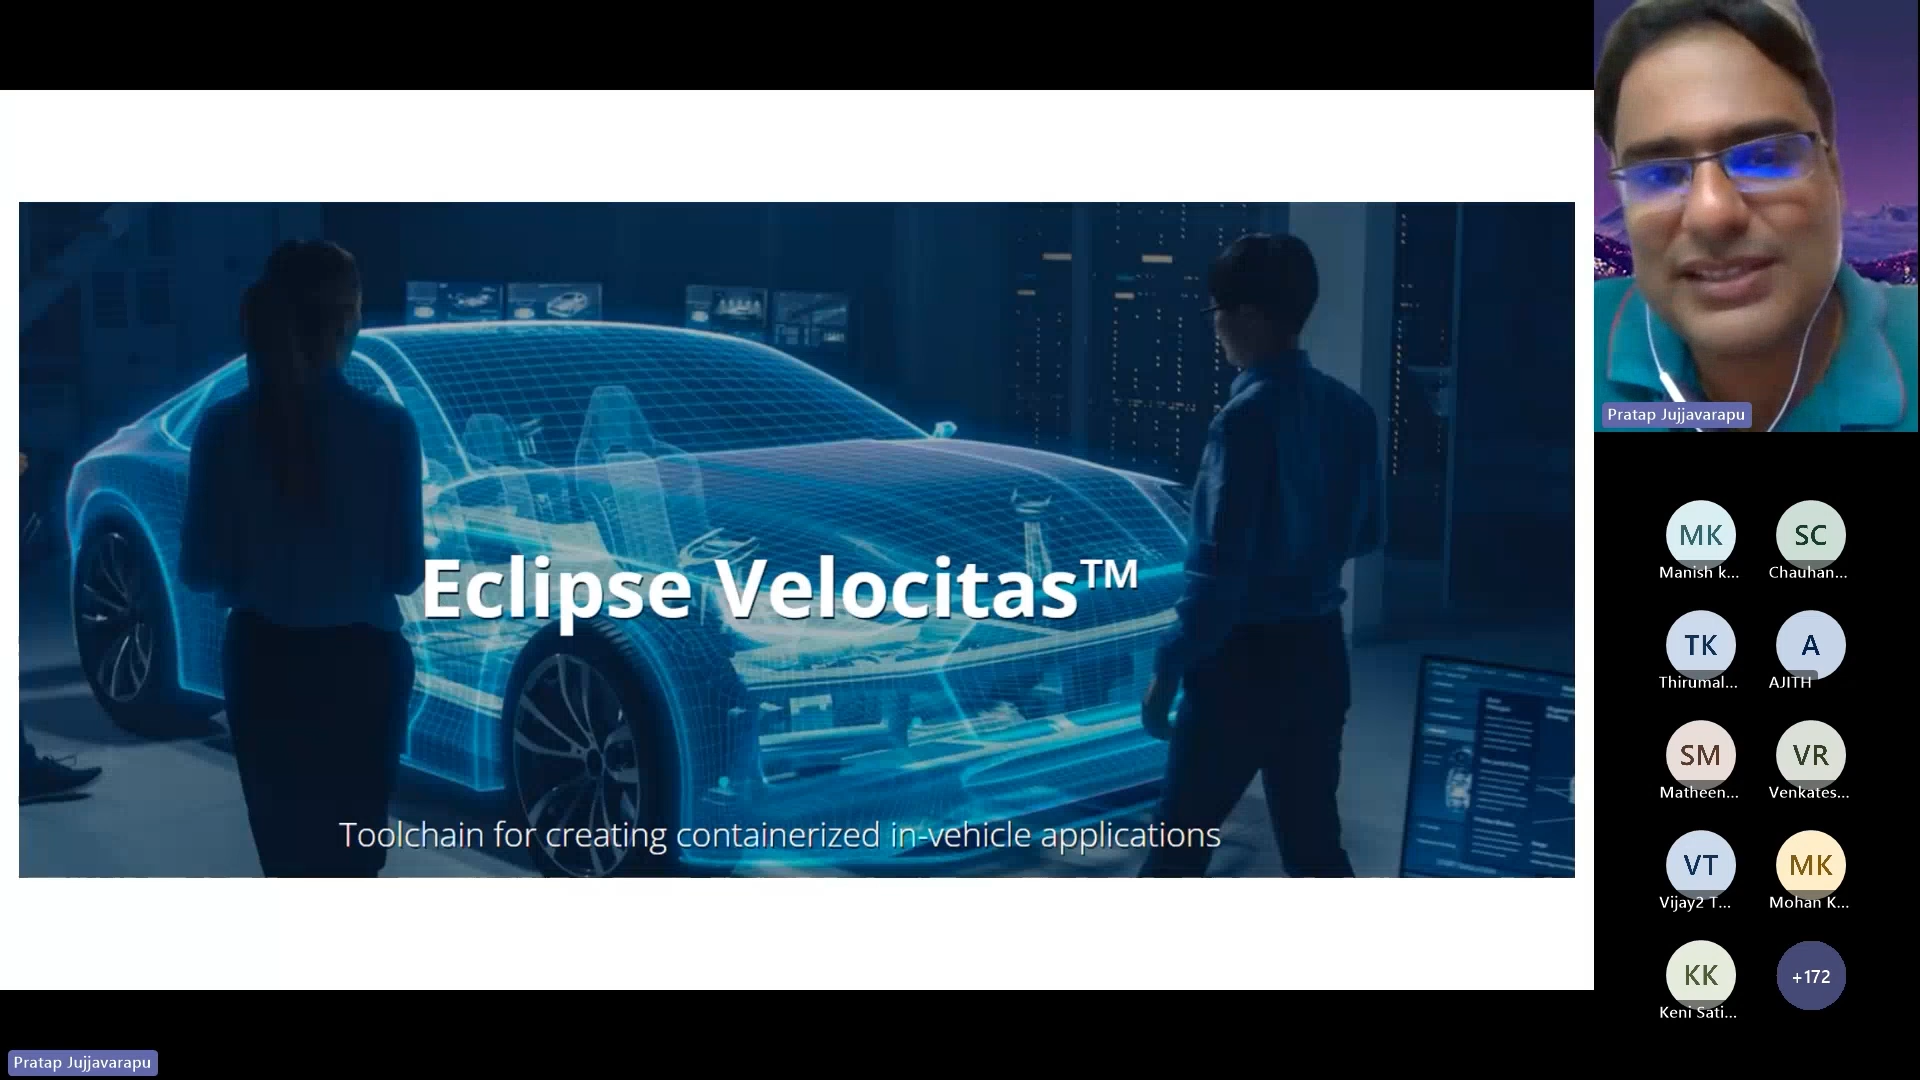 Eclipse Velocitas™
Toolchain for creating containerized in-vehicle applications
Pratap Jujjavarapu
MK
SC
Manish k...
Chauhan...
TK
A
Thirumal...
AJITH
SM
VR
Matheen...
Venkates...
VT
MK
Vijay2 T...
Mohan K...
KK
+172
Keni Sati...
Pratap Jujjavarapu